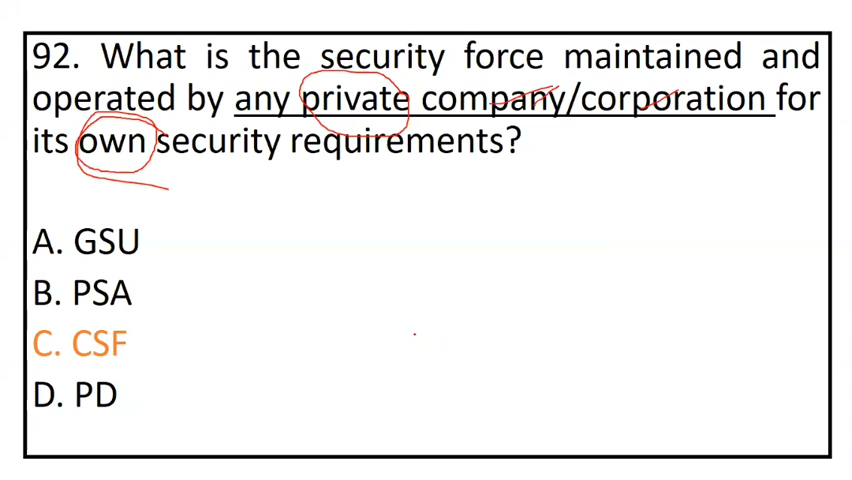 92. What is the security force maintained and
operated by any private company/corporation for
its own security requirements?
A. GSU
B. PSA
C. CSF
D. PD